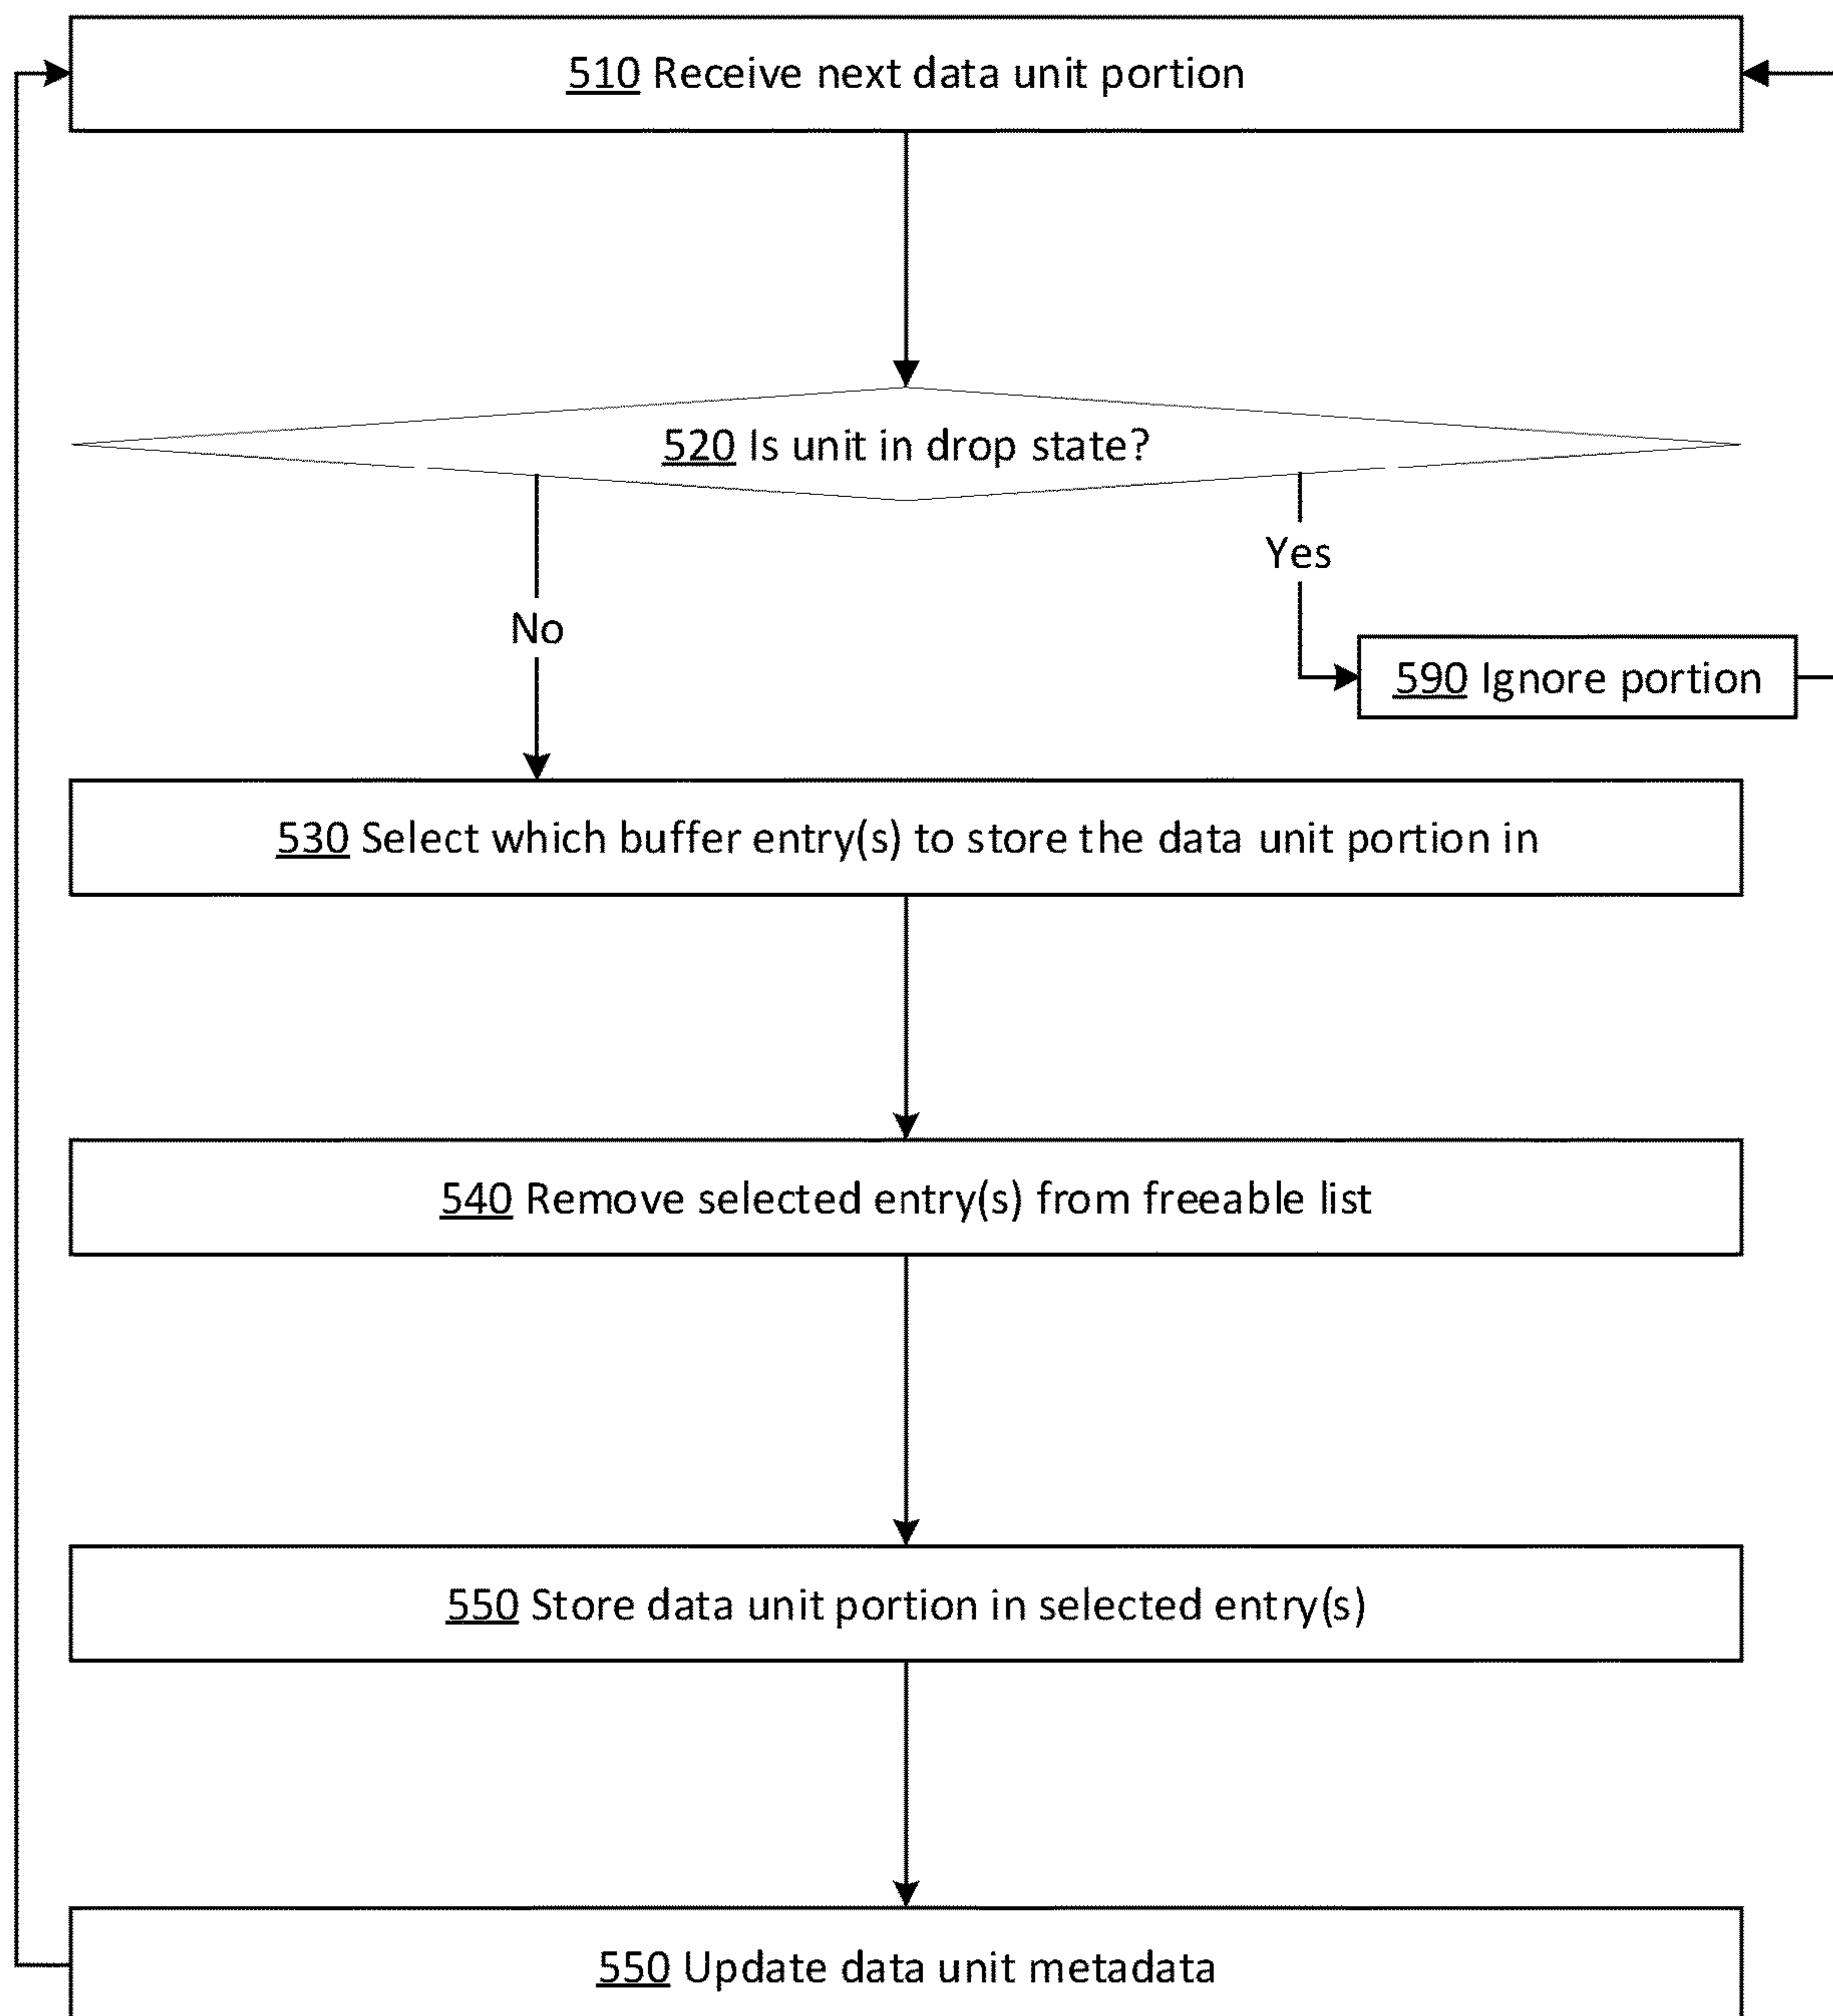 510 Receive next data unit portion
520 Is unit in drop state?
Yes
No
590 Ignore portion
530 Select which buffer entry(s) to store the data unit portion in
540 Remove selected entry(s) from freeable list
550 Store data unit portion in selected entry(s)
550 Update data unit metadata